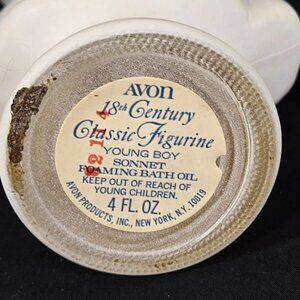 AVON
18th Century
Classic Figurine
YOUNG BOY
SONNET
FOAMING BATH OIL
KEEP OUT OF REACH OF
YOUNG CHILDREN.
4 FL. OZ.
AVON PRODUCTS, INC., NEW YORK, N.Y. 10019